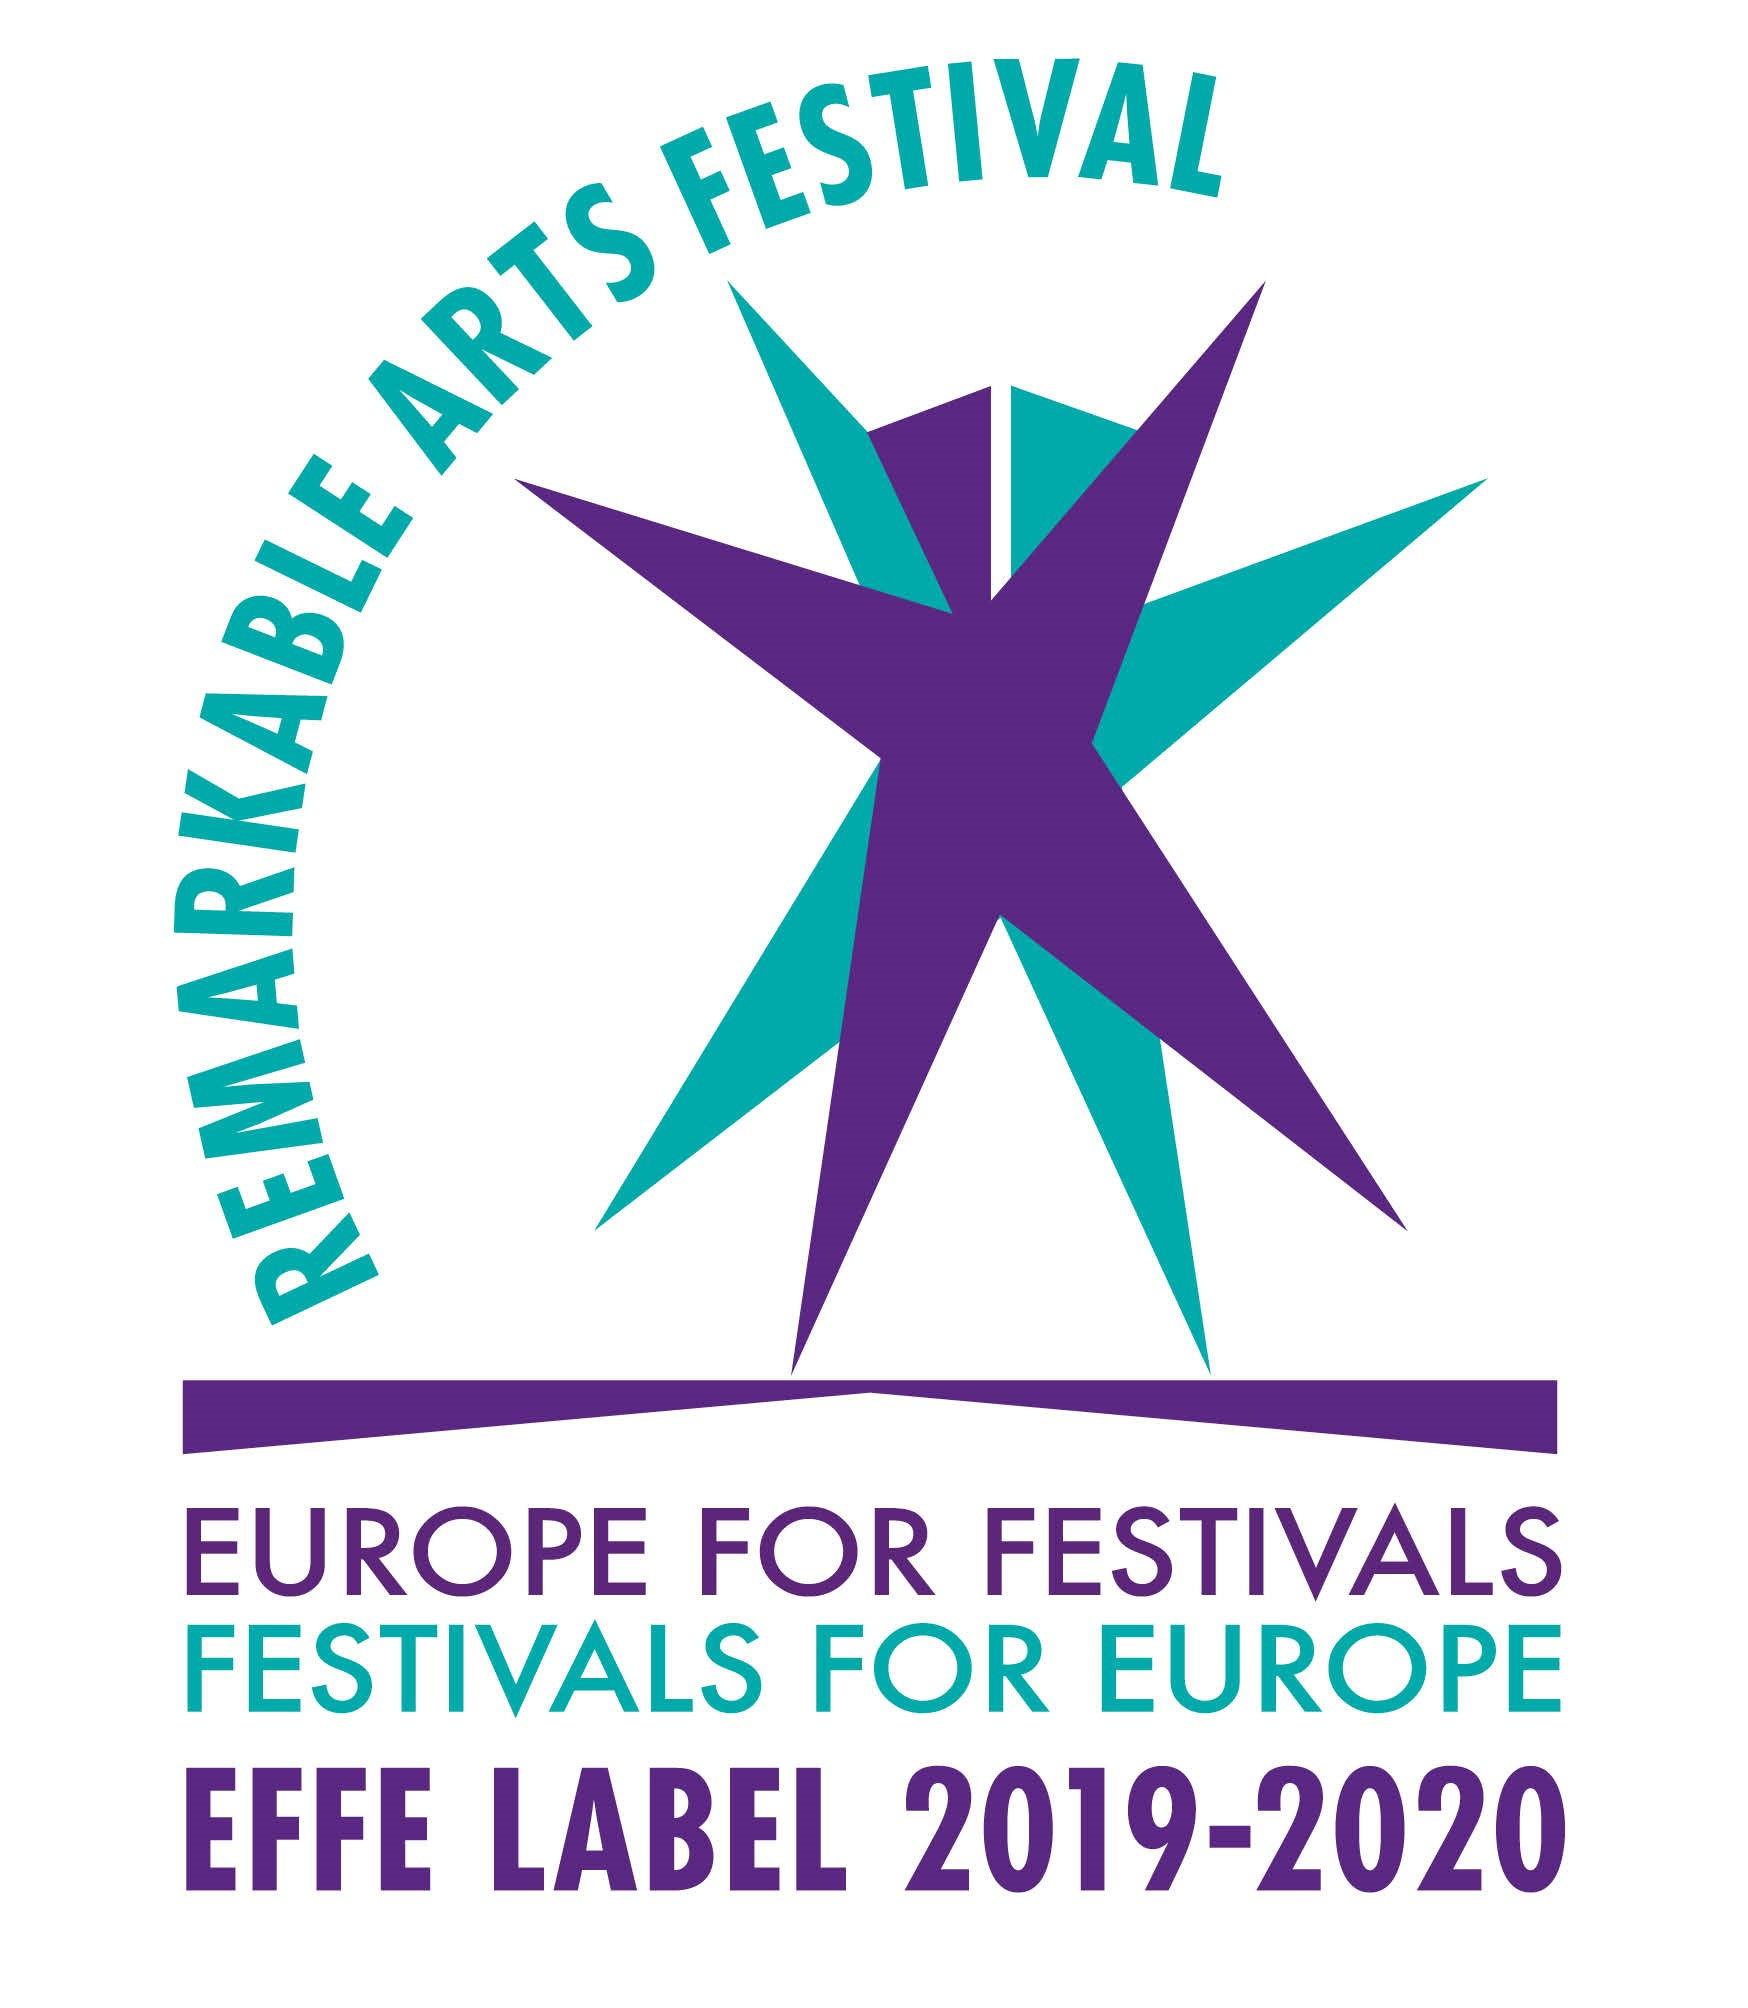 REMARKABLE ARTS FESTIVAL
EUROPE FOR FESTIVALS
FESTIVALS FOR EUROPE
EFFE LABEL 2019-2020